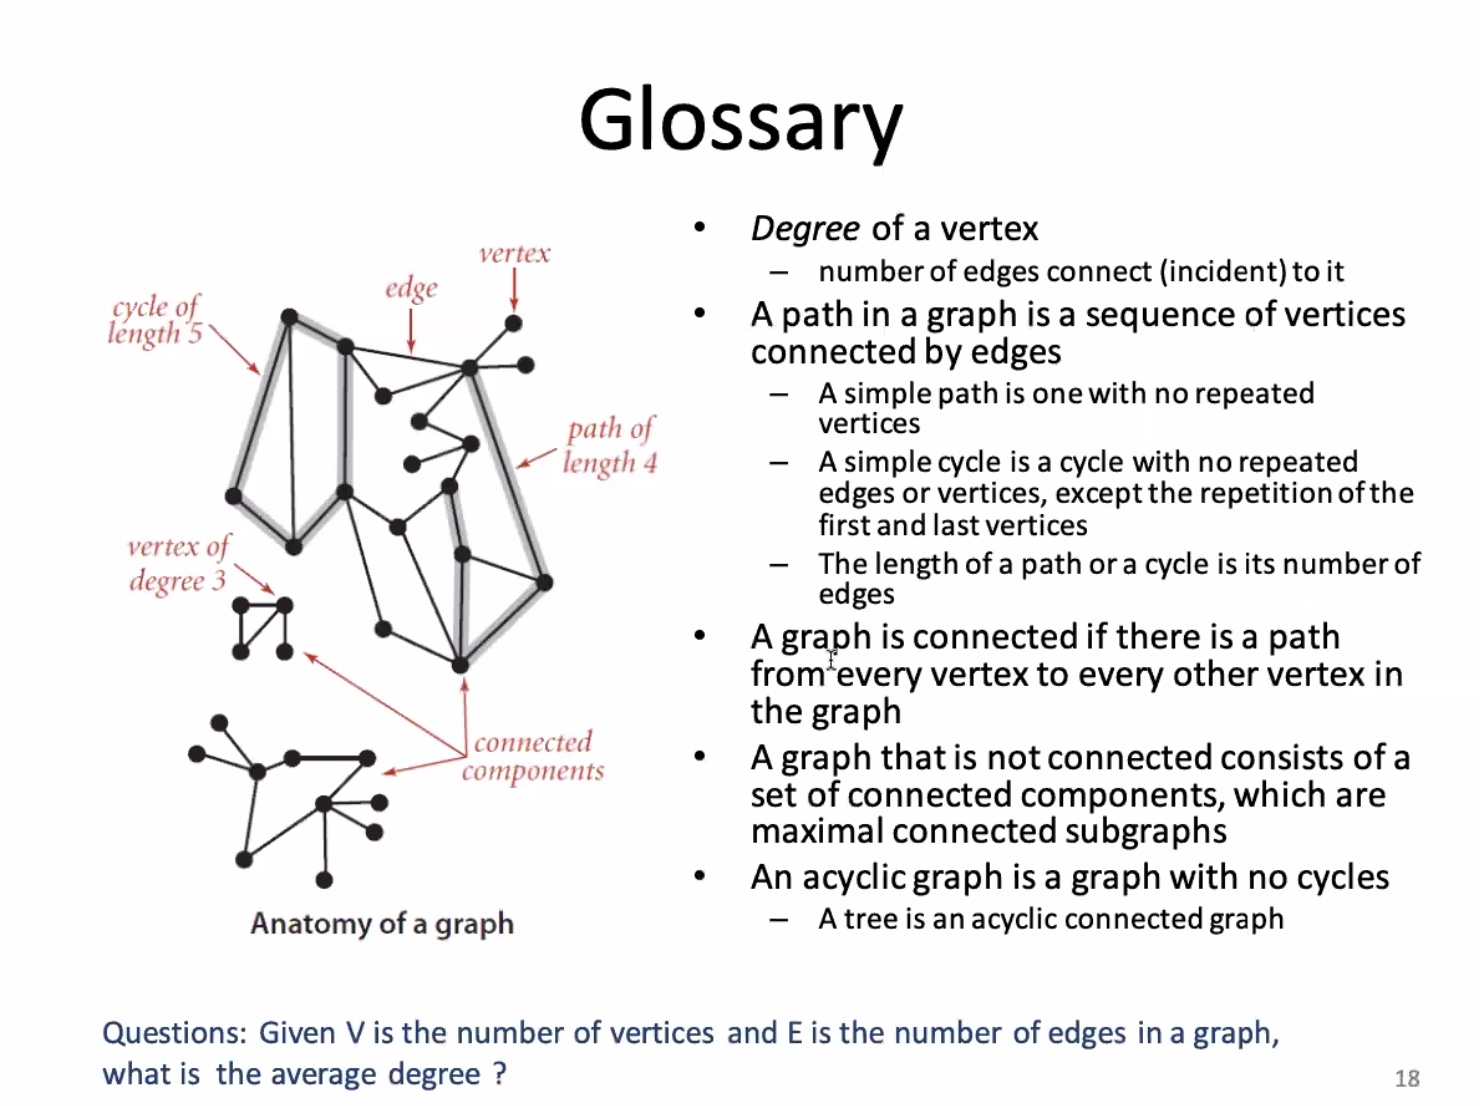 Glossary
vertex
edge
cycle of
length 5
path of
length 4
vertex of
degree 3
connected
components
Anatomy of a graph
• Degree of a vertex
– number of edges connect (incident) to it
• A path in a graph is a sequence of vertices
connected by edges
– A simple path is one with no repeated
vertices
– A simple cycle is a cycle with no repeated
edges or vertices, except the repetition of the
first and last vertices
– The length of a path or a cycle is its number of
edges
• A graph is connected if there is a path
from every vertex to every other vertex in
the graph
• A graph that is not connected consists of a
set of connected components, which are
maximal connected subgraphs
• An acyclic graph is a graph with no cycles
– A tree is an acyclic connected graph
Questions: Given V is the number of vertices and E is the number of edges in a graph,
what is the average degree ?
18